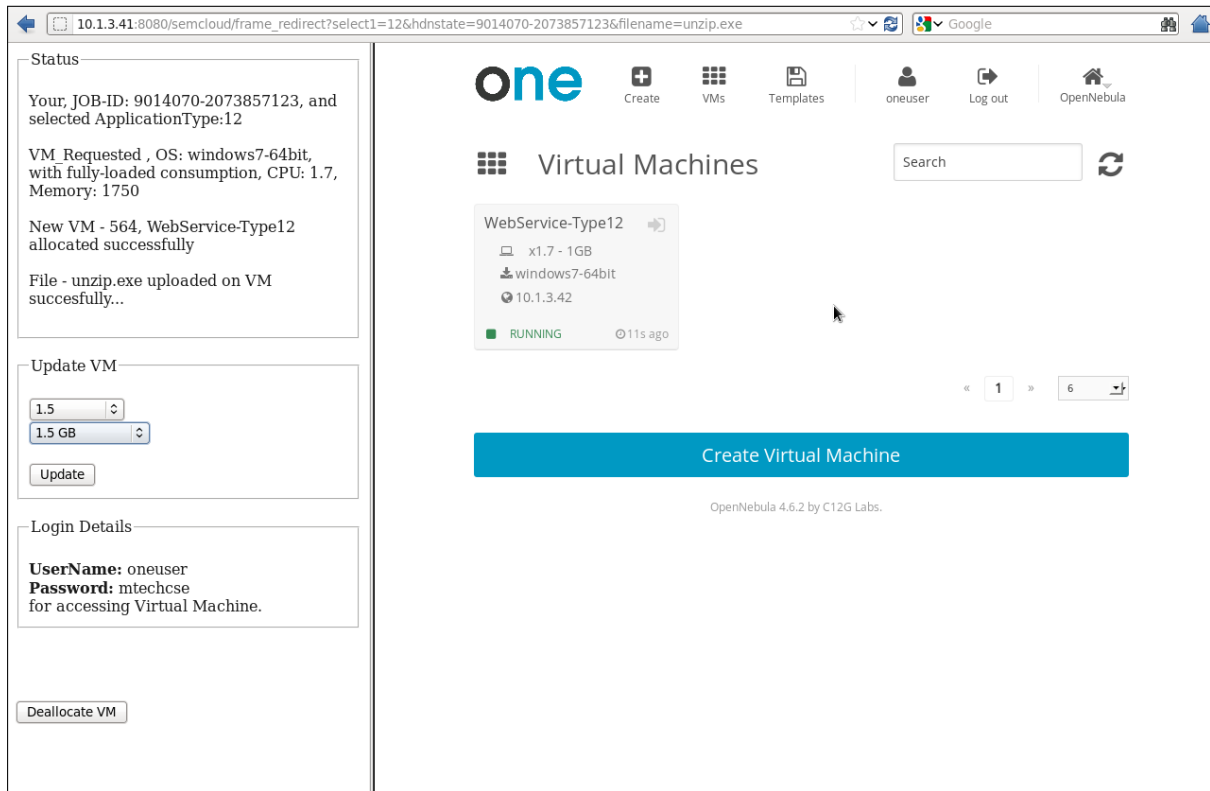 10.1.3.41:8080/semcloud/frame_redirect?select1=12&hdnstate=9014070-2073857123&filename=unzip.exe
Google
Status
Your, JOB-ID: 9014070-2073857123, and
selected ApplicationType:12
VM_Requested , OS: windows7-64bit,
with fully-loaded consumption, CPU: 1.7,
Memory: 1750
New VM - 564, WebService-Type12
allocated successfully
File - unzip.exe uploaded on VM
succesfully...
Update VM
1.5
1.5 GB
Update
Login Details
UserName: oneuser
Password: mtechcse
for accessing Virtual Machine.
Deallocate VM
one
Create
VMs
Templates
oneuser
Log out
OpenNebula
Virtual Machines
Search
WebService-Type12
x1.7 - 1GB
windows7-64bit
10.1.3.42
RUNNING
11s ago
« 1 »
6
Create Virtual Machine
OpenNebula 4.6.2 by C12G Labs.